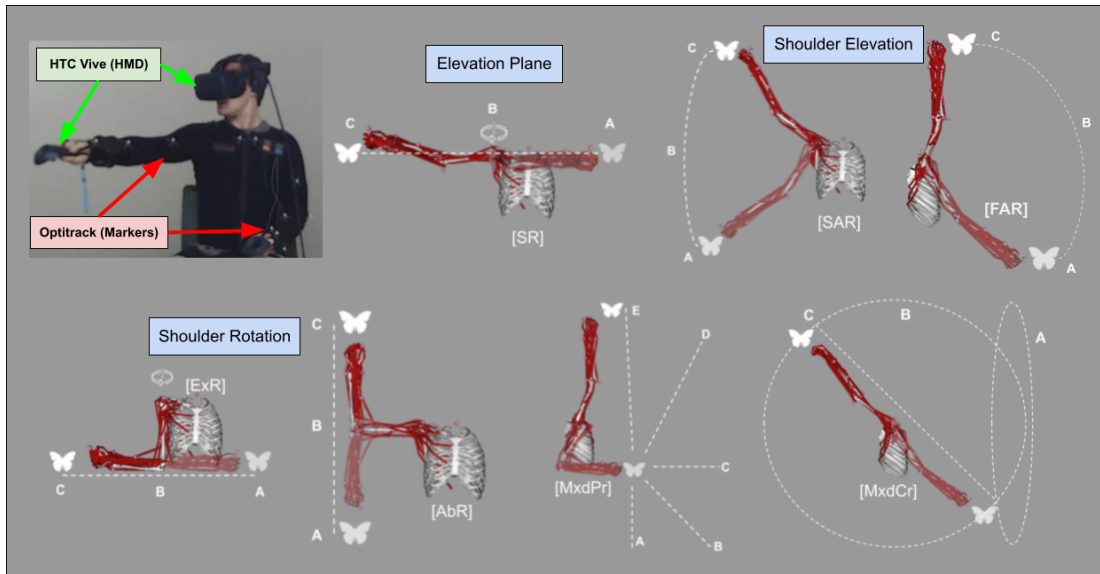 HTC Vive (HMD)
Optitrack (Markers)
Elevation Plane
C
B
A
[SR]
Shoulder Elevation
C
B
A
[SAR]
C
B
A
[FAR]
Shoulder Rotation
[ExR]
C
B
A
C
B
A
[AbR]
E
D
C
B
A
[MxdPr]
C
B
A
[MxdCr]